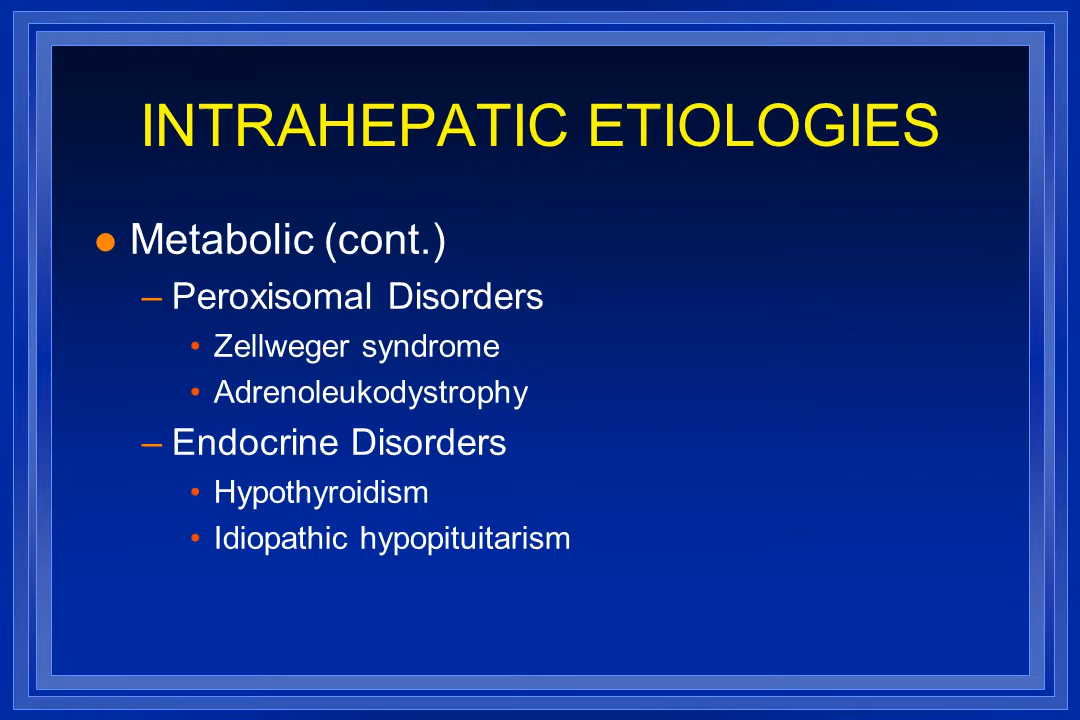 INTRAHEPATIC ETIOLOGIES
● Metabolic (cont.)
– Peroxisomal Disorders
• Zellweger syndrome
• Adrenoleukodystrophy
– Endocrine Disorders
• Hypothyroidism
• Idiopathic hypopituitarism